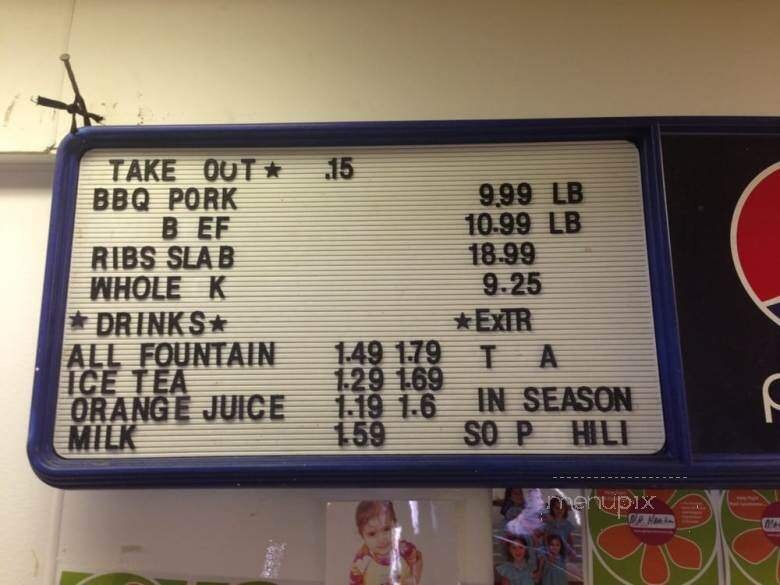 TAKE OUT★ .15
BBQ PORK 9.99 LB
B EF 10.99 LB
RIBS SLAB 18.99
WHOLE K 9.25
★DRINKS★ ★ExTR
ALL FOUNTAIN 1.49 1.79 T A
ICE TEA 1.29 1.69
ORANGE JUICE 1.19 1.6 IN SEASON
MILK 1.59 SO P HILI
menupix